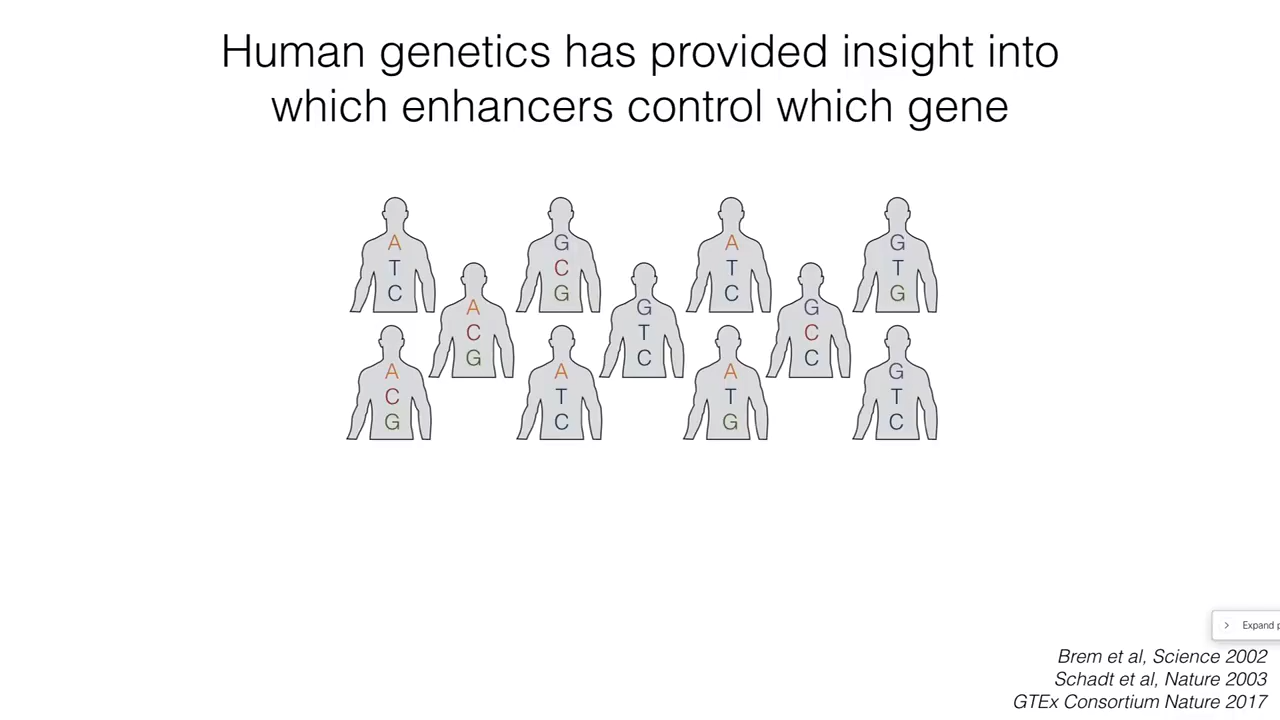 Human genetics has provided insight into
which enhancers control which gene
A
T
C
G
C
G
A
T
C
G
T
G
A
C
G
G
T
C
G
C
C
A
C
G
A
T
C
A
T
G
G
T
C
> Expand p
Brem et al, Science 2002
Schadt et al, Nature 2003
GTEx Consortium Nature 2017